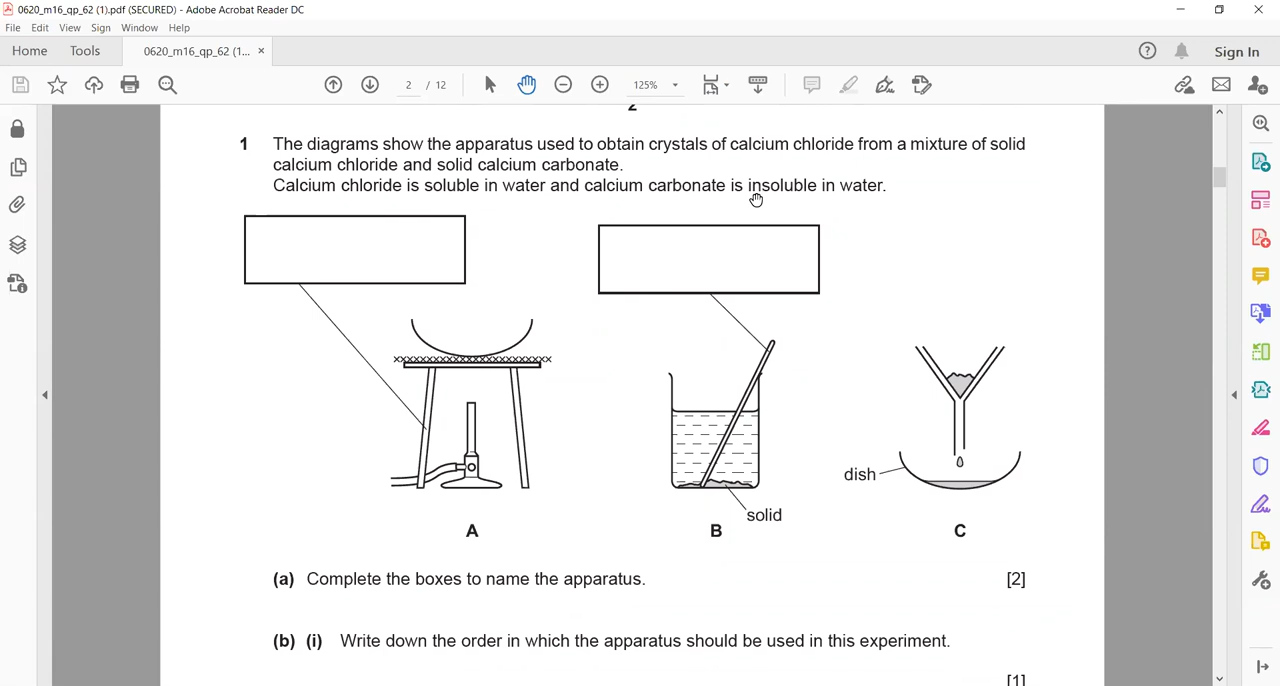 0620_m16_qp_62 (1).pdf (SECURED) - Adobe Acrobat Reader DC
File Edit View Sign Window Help
Home Tools 0620_m16_qp_62 (1... × Sign In
2 / 12 125%
2
1 The diagrams show the apparatus used to obtain crystals of calcium chloride from a mixture of solid
calcium chloride and solid calcium carbonate.
Calcium chloride is soluble in water and calcium carbonate is insoluble in water.
dish
solid
A B C
(a) Complete the boxes to name the apparatus. [2]
(b) (i) Write down the order in which the apparatus should be used in this experiment.
[1]